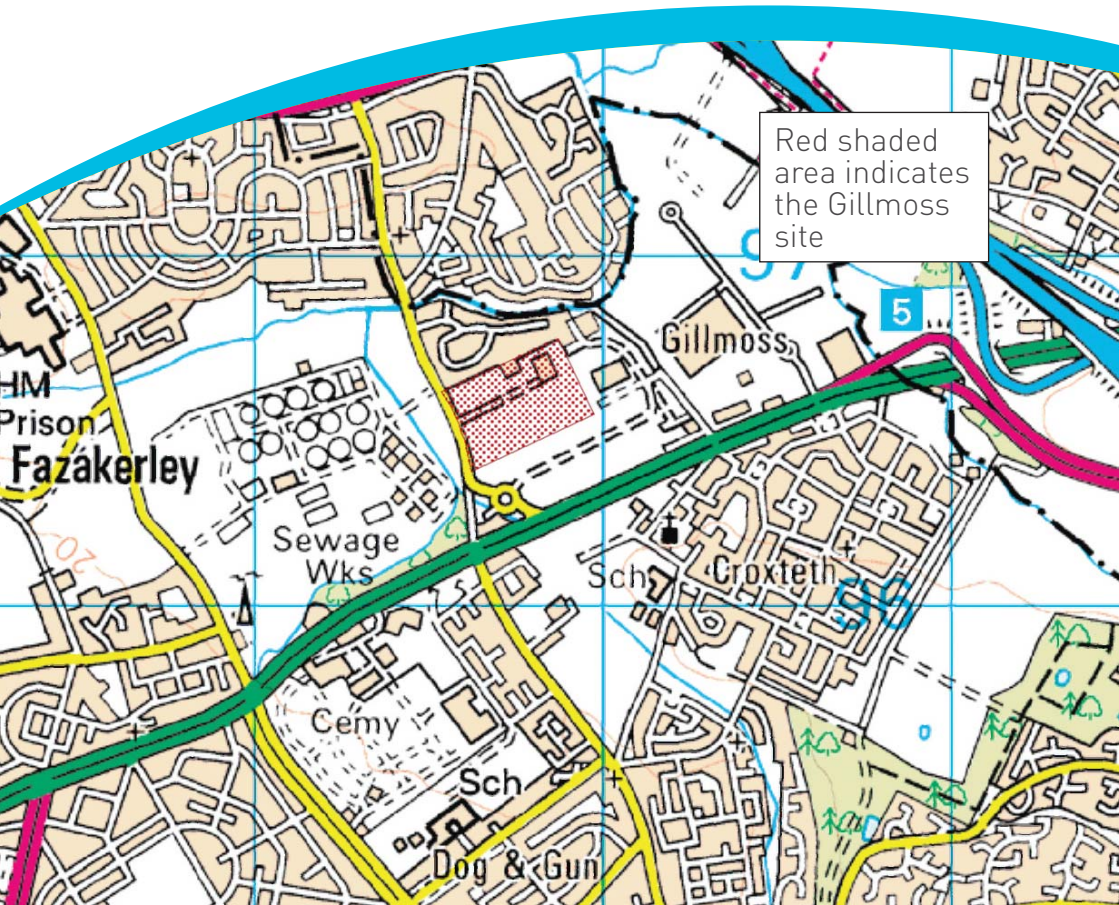 Red shaded
area indicates
the Gillmoss
site
5
Gillmoss
HM
Prison
Fazakerley
20
Sewage
Wks
Sch
Croxteth
96
Cemy
Sch
Dog & Gun